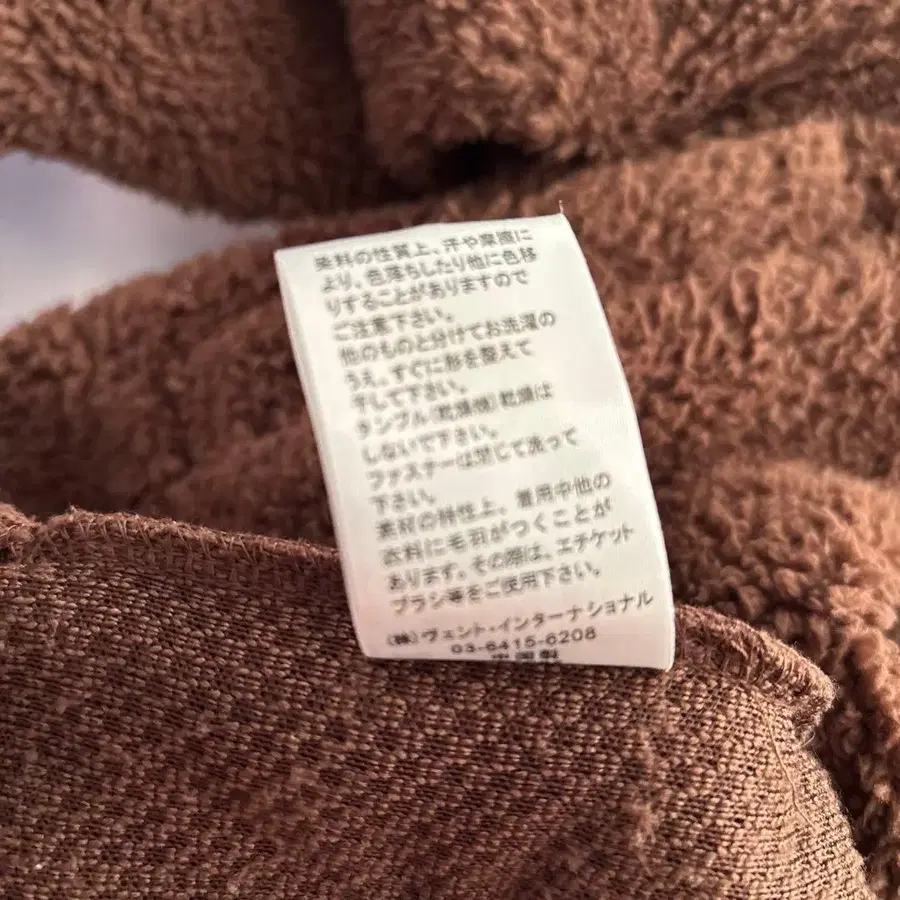 染料の性質上、汗や摩擦に
より、色落ちしたり他に色移
りすることがありますので
ご注意下さい。
他のものと分けてお洗濯の
うえ、すぐに形を整えて
干して下さい。
タンブル(乾燥機)乾燥は
しないで下さい。
ファスナーは閉じて洗って
下さい。
素材の特性上、着用中他の
衣料に毛羽がつくことが
あります。その際は、エチケット
ブラシ等をご使用下さい。
(株)ヴェント・インターナショナル
03-6415-6208
中国製